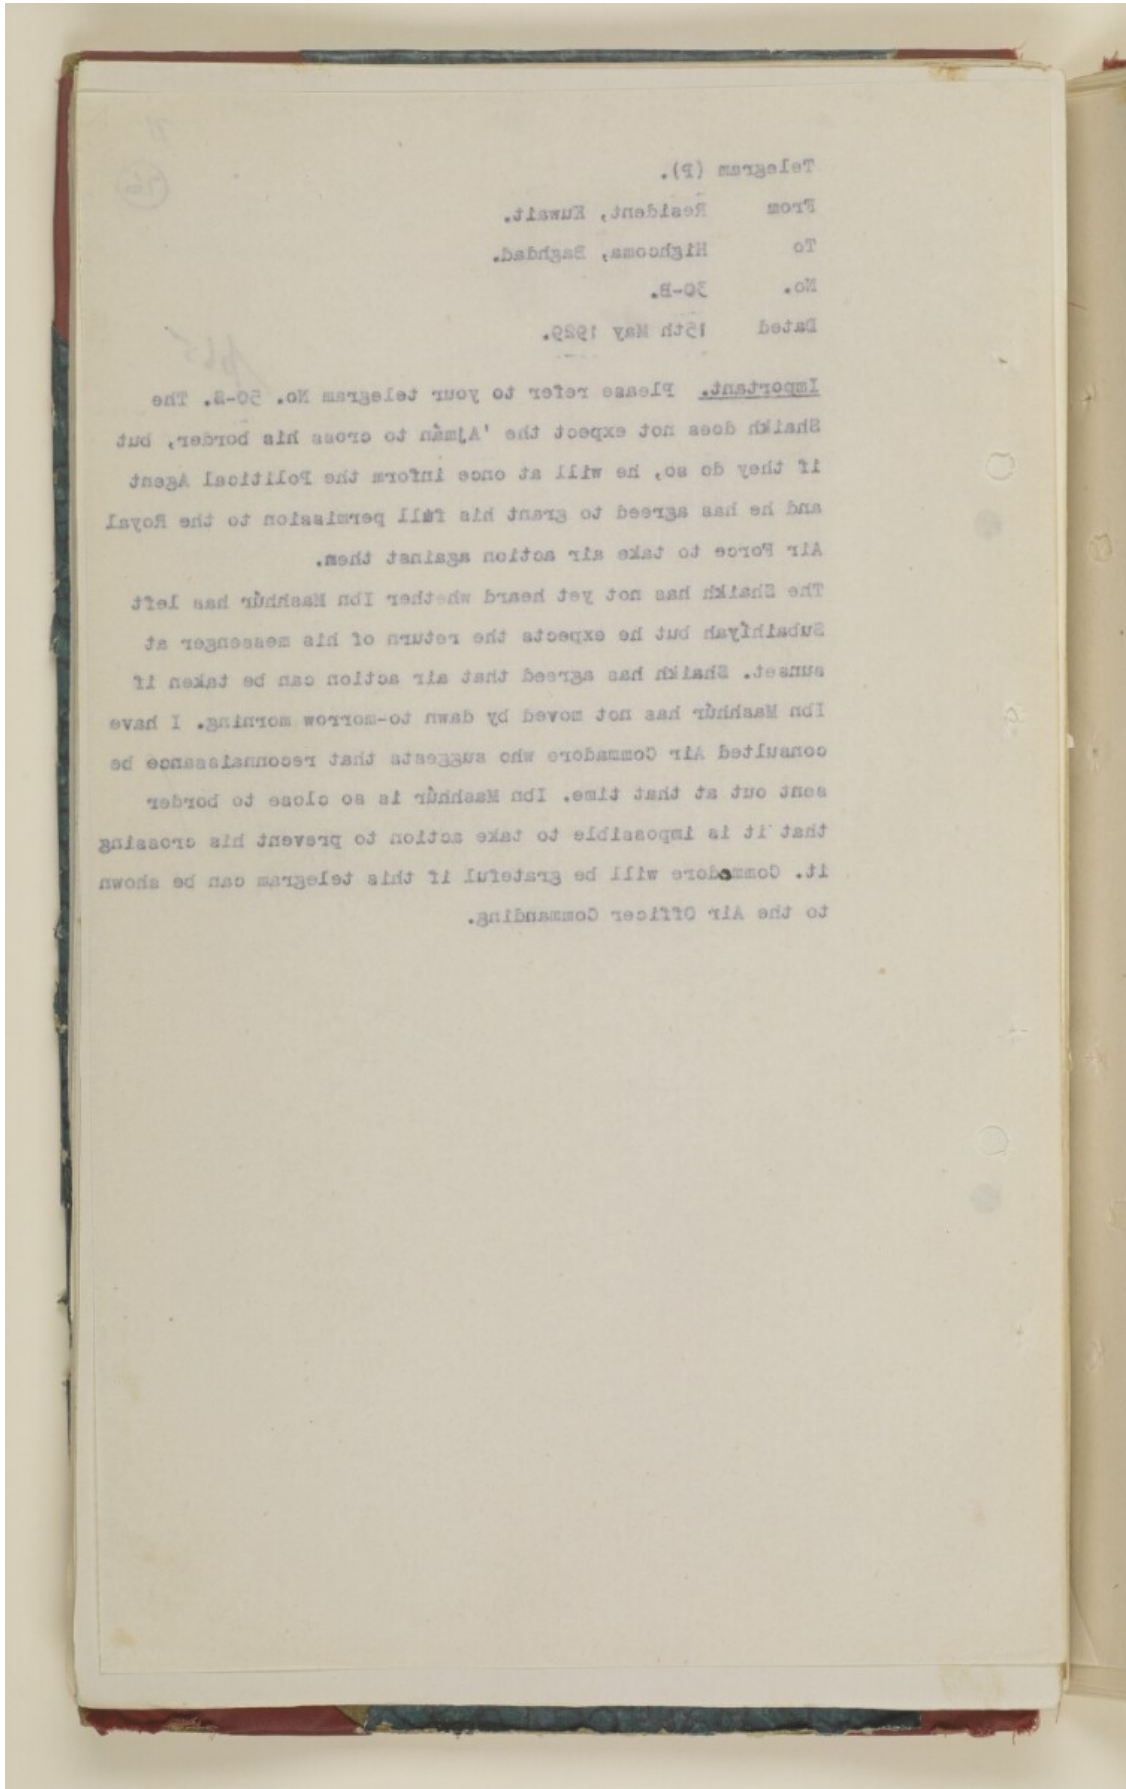 Telegram (P).
From Resident, Kuwait.
To Highcoma, Baghdad.
No. 30-B.
Dated 15th May 1929.
Important. Please refer to your telegram No. 50-S. The
Shaikh does not expect the 'Ajmán to cross his border, but
if they do so, he will at once inform the Political Agent
and he has agreed to grant his full permission to the Royal
Air Force to take air action against them.
The Shaikh has not yet heard whether Ibn Mashhúr has left
Subaihíyah but he expects the return of his messenger at
sunset. Shaikh has agreed that air action can be taken if
Ibn Mashhúr has not moved by dawn to-morrow morning. I have
consulted Air Commadore who suggests that reconnaissance be
sent out at that time. Ibn Mashhúr is so close to border
that it is impossible to take action to prevent his crossing
it. Commodore will be grateful if this telegram can be shown
to the Air Officer Commanding.